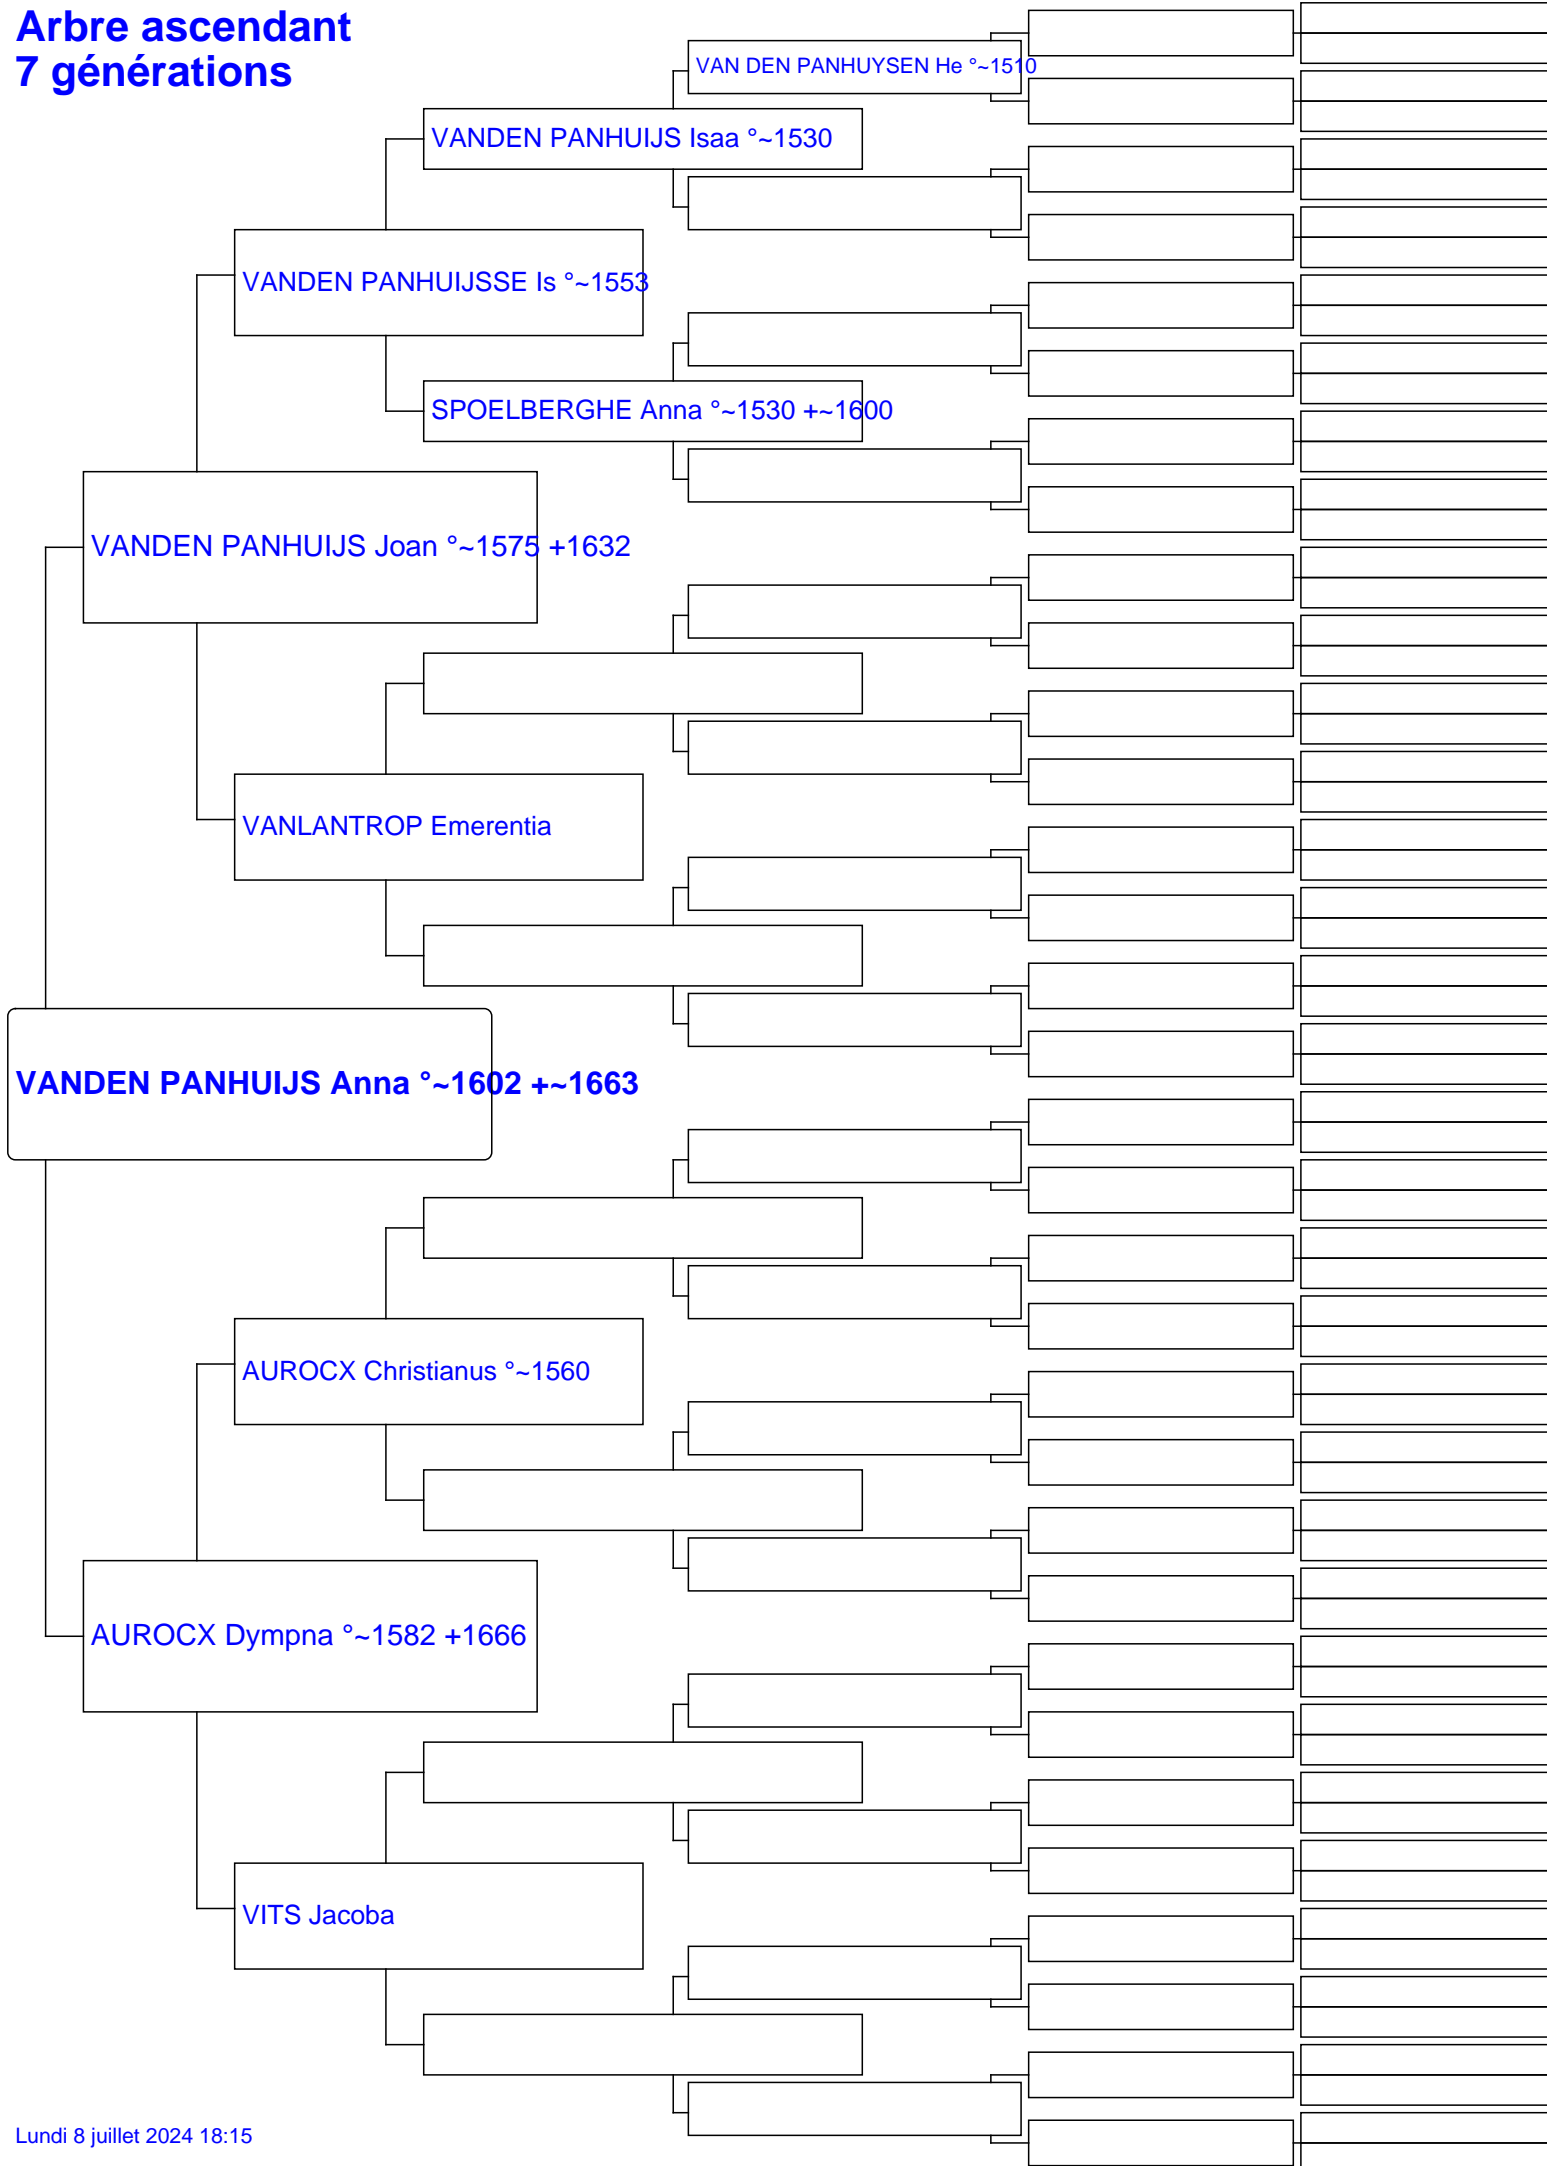 Arbre ascendant
7 générations
VAN DEN PANHUYSEN He °~1510
VANDEN PANHUIJS Isaa °~1530
VANDEN PANHUIJSSE Is °~1553
SPOELBERGHE Anna °~1530 +~1600
VANDEN PANHUIJS Joan °~1575 +1632
VANLANTROP Emerentia
VANDEN PANHUIJS Anna °~1602 +~1663
AUROCX Christianus °~1560
AUROCX Dympna °~1582 +1666
VITS Jacoba
Lundi 8 juillet 2024 18:15